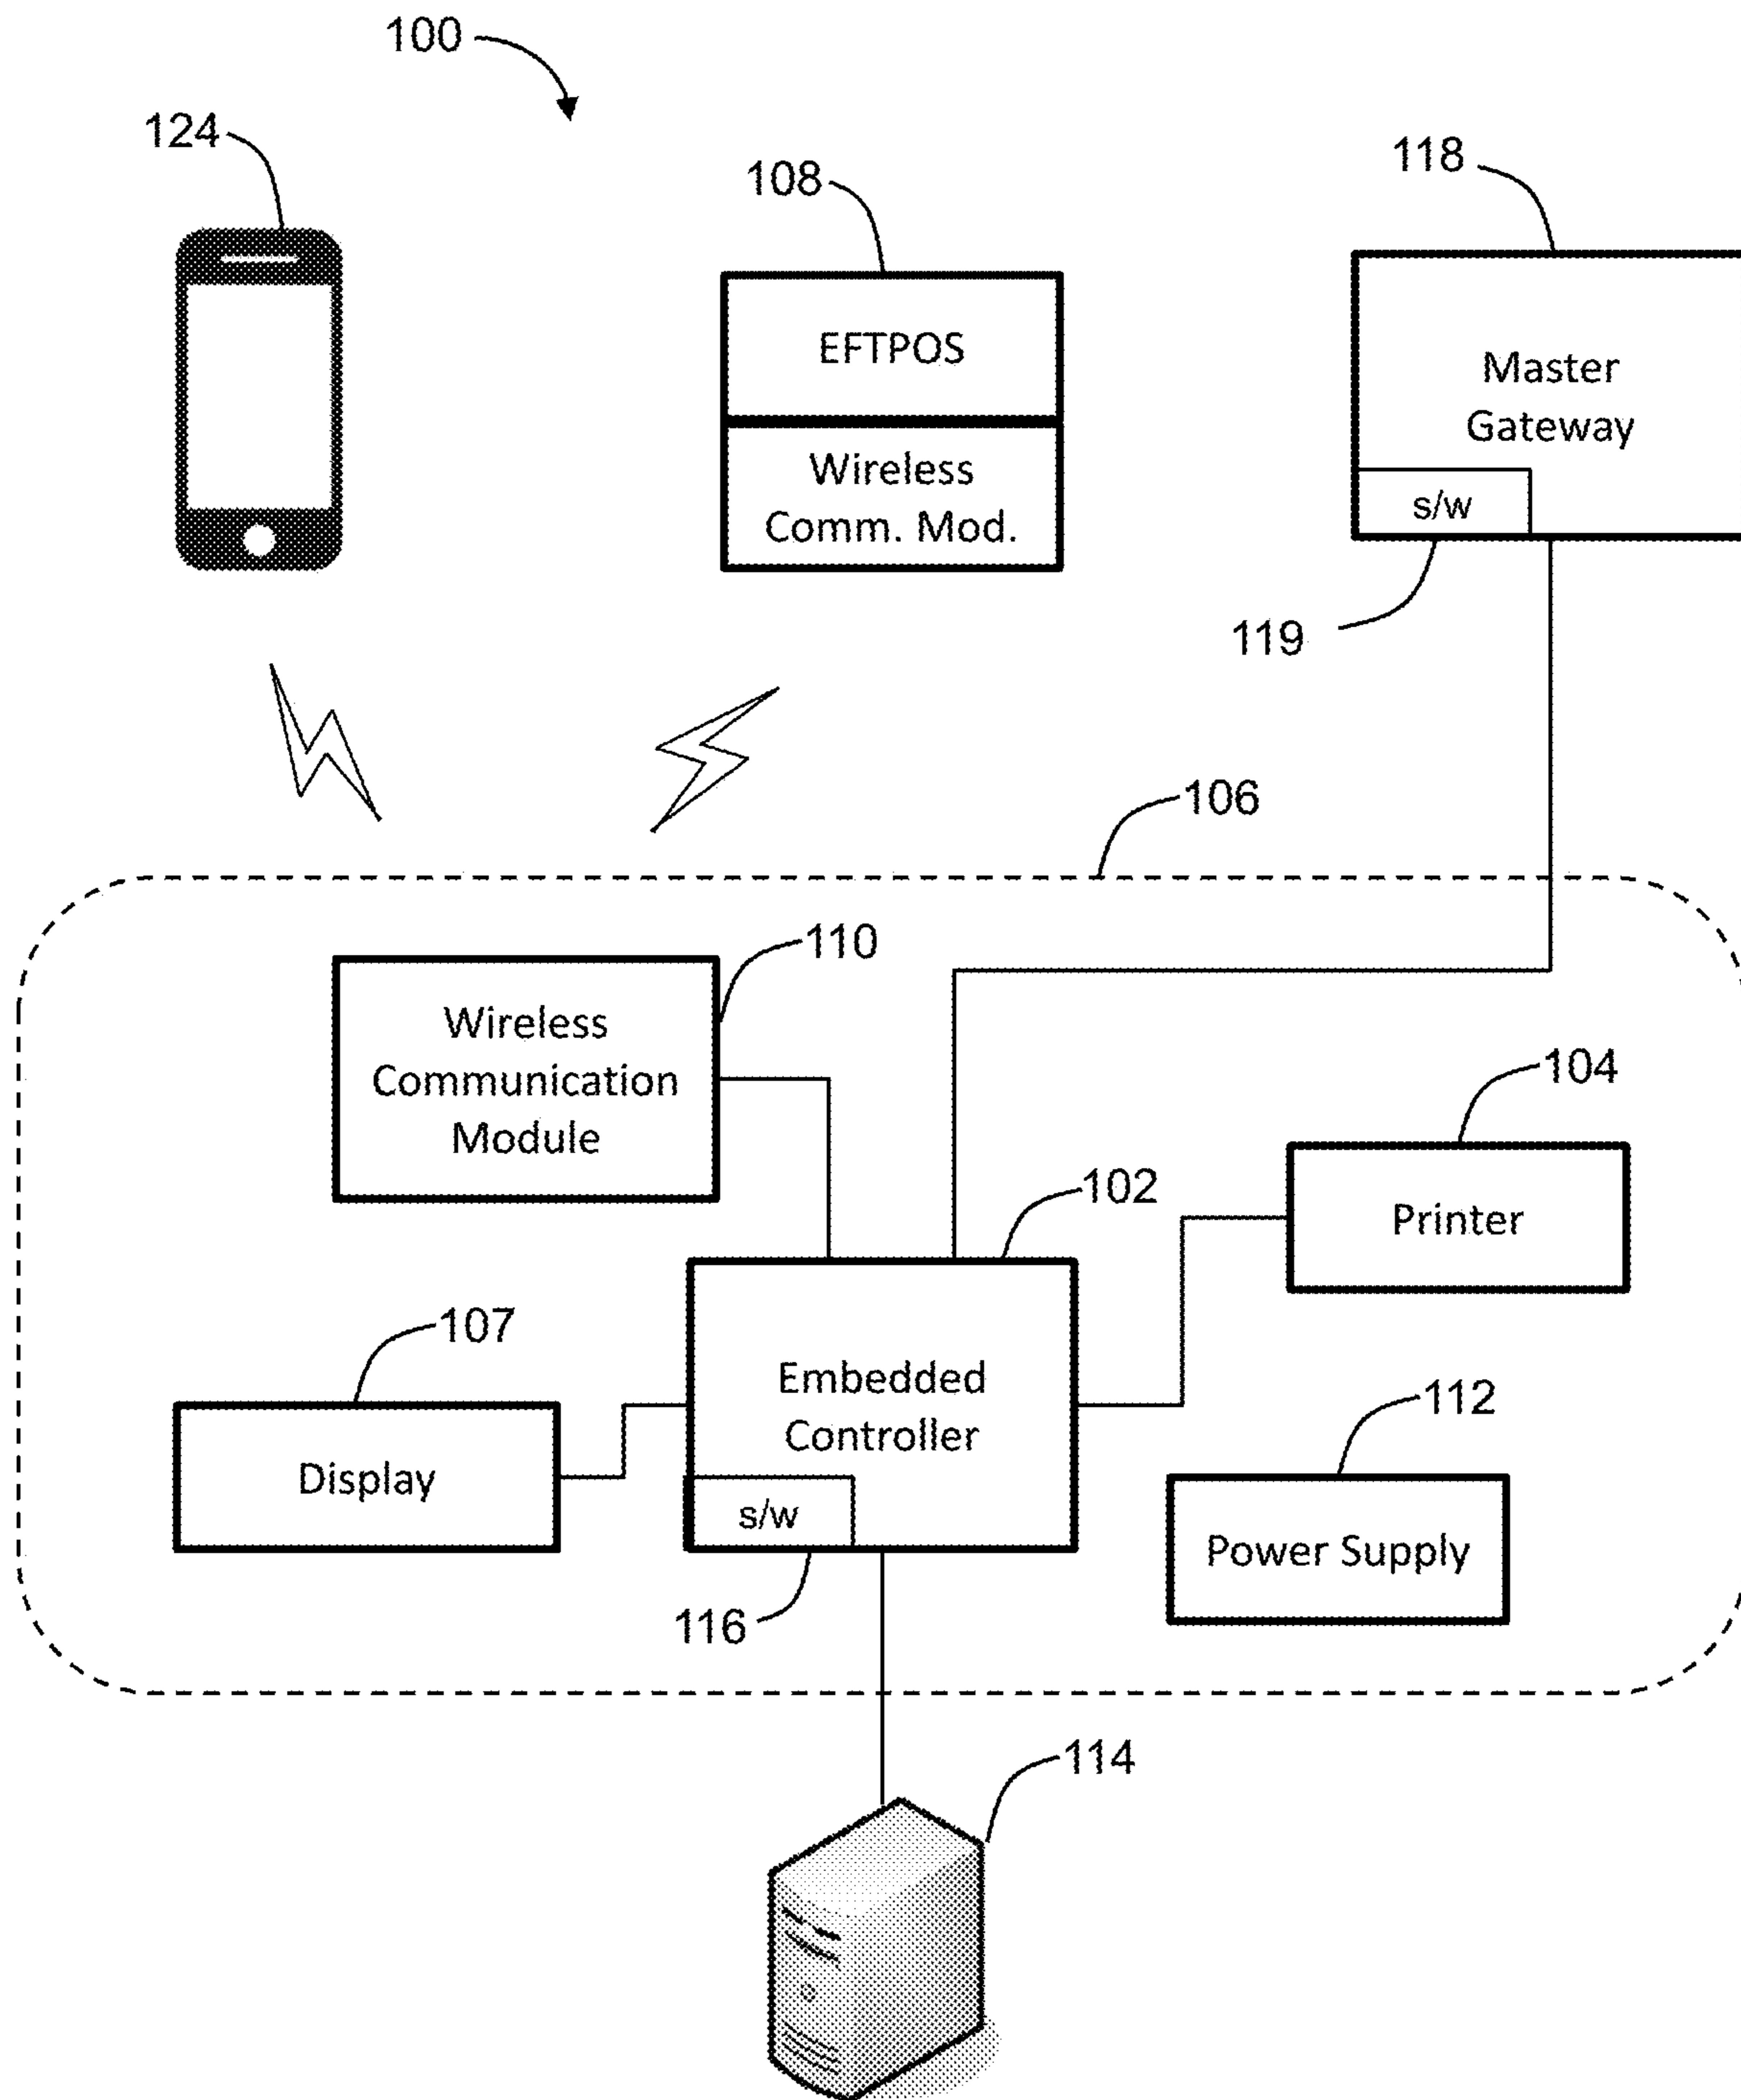 100
124
108
118
EFTPOS
Wireless
Comm. Mod.
Master
Gateway
s/w
119
106
110
Wireless
Communication
Module
104
Printer
102
107
Embedded
Controller
112
Display
s/w
Power Supply
116
114